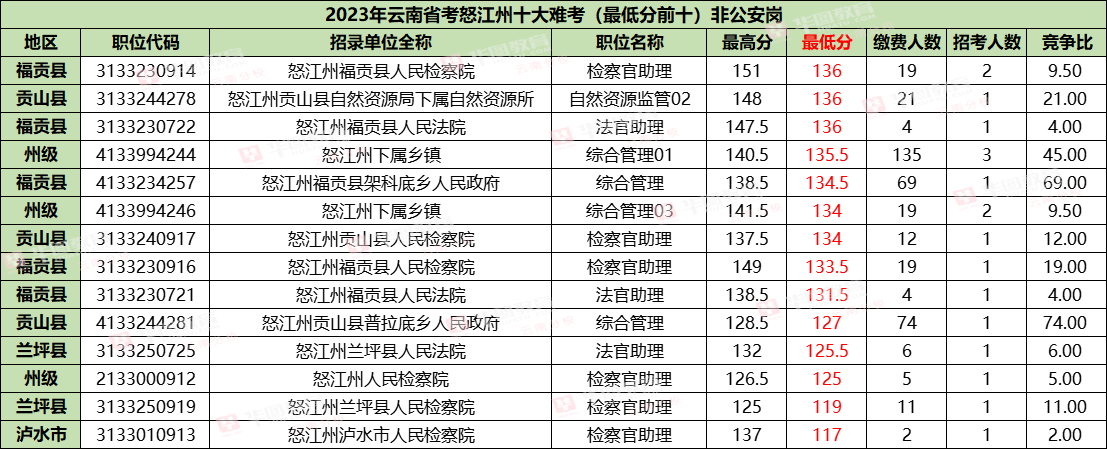 2023年云南省考怒江州十大难考（最低分前十）非公安岗
地区 职位代码 招录单位全称 职位名称 最高分 最低分 缴费人数 招考人数 竞争比
福贡县 3133230914 怒江州福贡县人民检察院 检察官助理 151 136 19 2 9.50
贡山县 3133244278 怒江州贡山县自然资源局下属自然资源所 自然资源监管02 148 136 21 1 21.00
福贡县 3133230722 怒江州福贡县人民法院 法官助理 147.5 136 4 1 4.00
州级 4133994244 怒江州下属乡镇 综合管理01 140.5 135.5 135 3 45.00
福贡县 4133234257 怒江州福贡县架科底乡人民政府 综合管理 138.5 134.5 69 1 69.00
州级 4133994246 怒江州下属乡镇 综合管理03 141.5 134 19 2 9.50
贡山县 3133240917 怒江州贡山县人民检察院 检察官助理 137.5 134 12 1 12.00
福贡县 3133230916 怒江州福贡县人民检察院 检察官助理 149 133.5 19 1 19.00
福贡县 3133230721 怒江州福贡县人民法院 法官助理 138.5 131.5 4 1 4.00
贡山县 4133244281 怒江州贡山县普拉底乡人民政府 综合管理 128.5 127 74 1 74.00
兰坪县 3133250725 怒江州兰坪县人民法院 法官助理 132 125.5 6 1 6.00
州级 2133000912 怒江州人民检察院 检察官助理 126.5 125 5 1 5.00
兰坪县 3133250919 怒江州兰坪县人民检察院 检察官助理 125 119 11 1 11.00
泸水市 3133010913 怒江州泸水市人民检察院 检察官助理 137 117 2 1 2.00